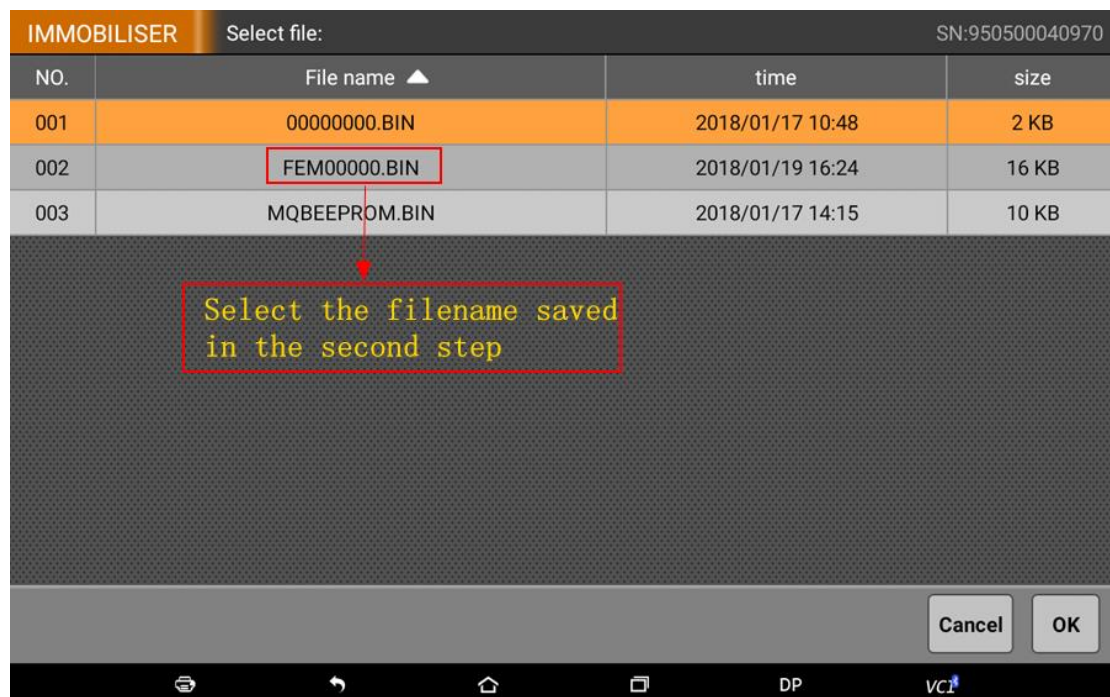 IMMOBILISER Select file: SN:950500040970
NO. File name time size
001 00000000.BIN 2018/01/17 10:48 2 KB
002 FEM00000.BIN 2018/01/19 16:24 16 KB
003 MQBEEPROM.BIN 2018/01/17 14:15 10 KB
Select the filename saved
in the second step
Cancel OK
DP VCI